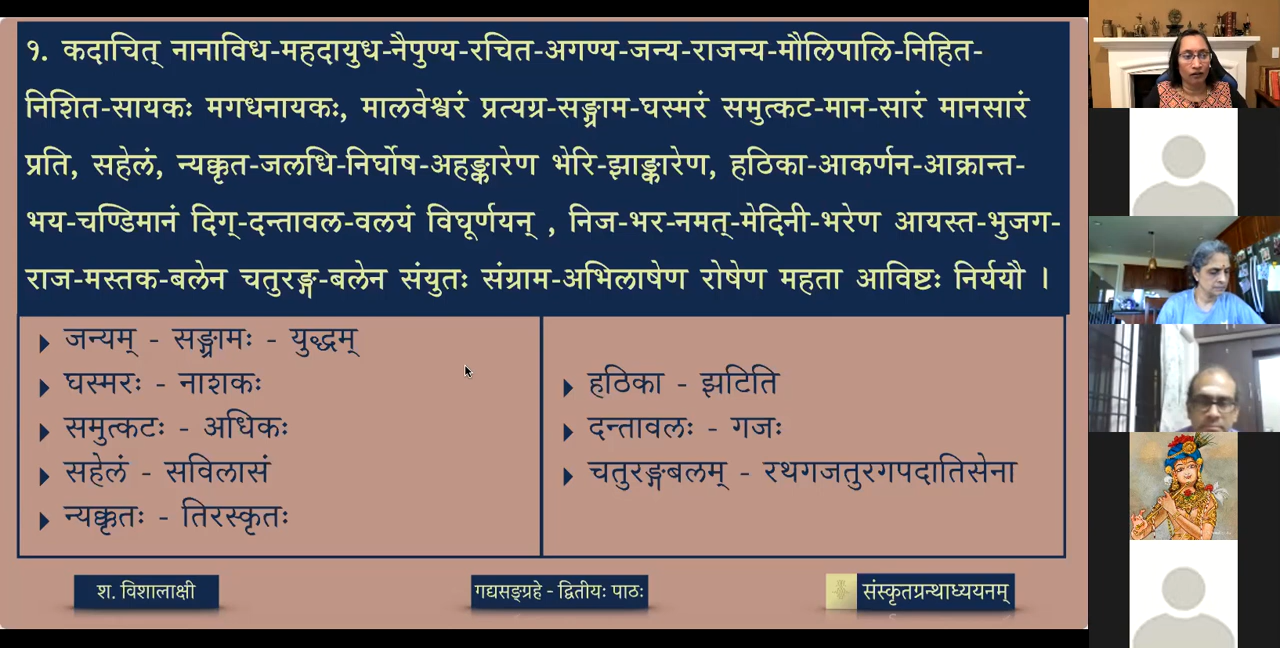 १. कदाचित् नानाविध-महदायुध-नैपुण्य-रचित-अगण्य-जन्य-राजन्य-मौलिपालि-निहित-
निशित-सायकः मगधनायकः, मालवेश्वरं प्रत्यग्र-सङ्ग्राम-घस्मरं समुत्कट-मान-सारं मानसारं
प्रति, सहेलं, न्यक्कृत-जलधि-निर्घोष-अहङ्कारेण भेरि-झाङ्कारेण, हठिका-आकर्णन-आक्रान्त-
भय-चण्डिमानं दिग्-दन्तावल-वलयं विघूर्णयन् , निज-भर-नमत्-मेदिनी-भरेण आयस्त-भुजग-
राज-मस्तक-बलेन चतुरङ्ग-बलेन संयुतः संग्राम-अभिलाषेण रोषेण महता आविष्टः निर्ययौ ।
जन्यम् - सङ्ग्रामः - युद्धम्
घस्मरः - नाशकः
समुत्कटः - अधिकः
सहेलं - सविलासं
न्यक्कृतः - तिरस्कृतः
हठिका - झटिति
दन्तावलः - गजः
चतुरङ्गबलम् - रथगजतुरगपदातिसेना
श. विशालाक्षी
गद्यसङ्ग्रहे - द्वितीयः पाठः
संस्कृतग्रन्थाध्ययनम्